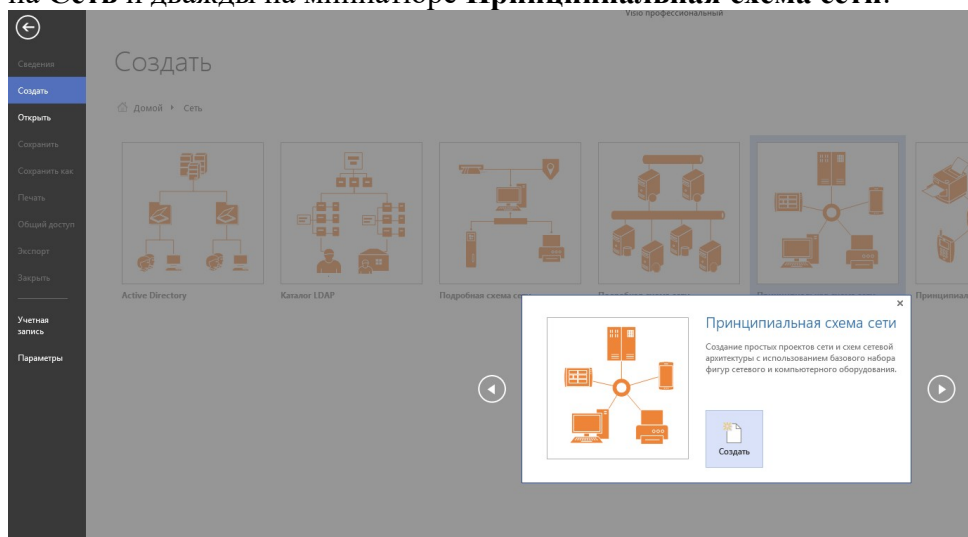 на Сеть и дважды на миниатюре Принципиальная схема сети.
Visio профессиональный
Сведения
Создать
Открыть
Сохранить
Сохранить как
Печать
Общий доступ
Экспорт
Закрыть
Учетная
запись
Параметры
Создать
Домой
Сеть
Active Directory
Каталог LDAP
Подробная схема се
Принципиал
Принципиальная схема сети
Создание простых проектов сети и схем сетевой
архитектуры с использованием базового набора
фигур сетевого и компьютерного оборудования.
Создать